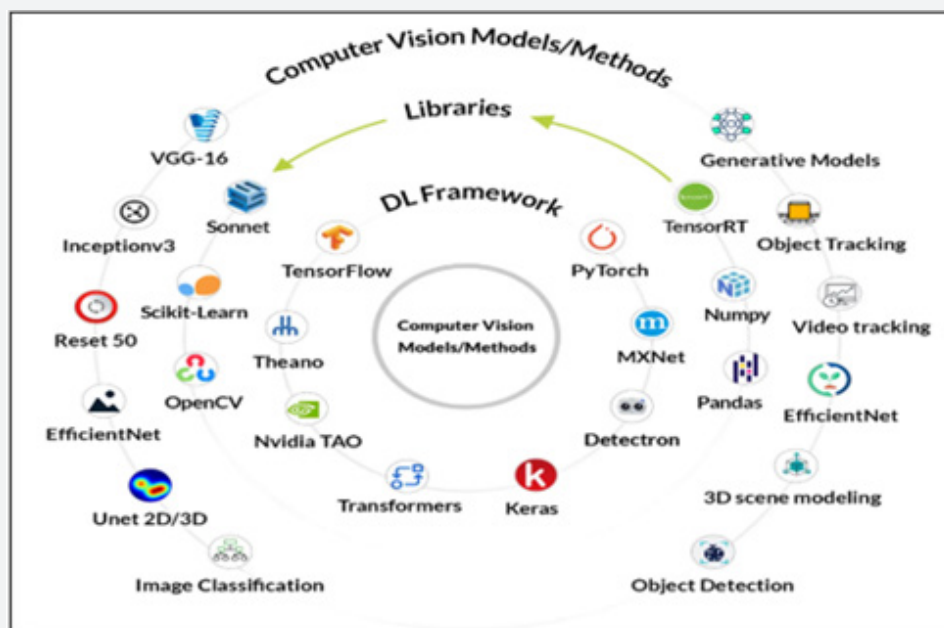 Computer Vision Models/Methods
Libraries
DL Framework
VGG-16
Generative Models
Sonnet
TensorRT
Inceptionv3
Object Tracking
TensorFlow
PyTorch
Scikit-Learn
Numpy
Reset 50
Video tracking
Computer Vision
Models/Methods
Theano
MXNet
OpenCV
Pandas
EfficientNet
EfficientNet
Nvidia TAO
Detectron
Transformers
Keras
3D scene modeling
Unet 2D/3D
Image Classification
Object Detection